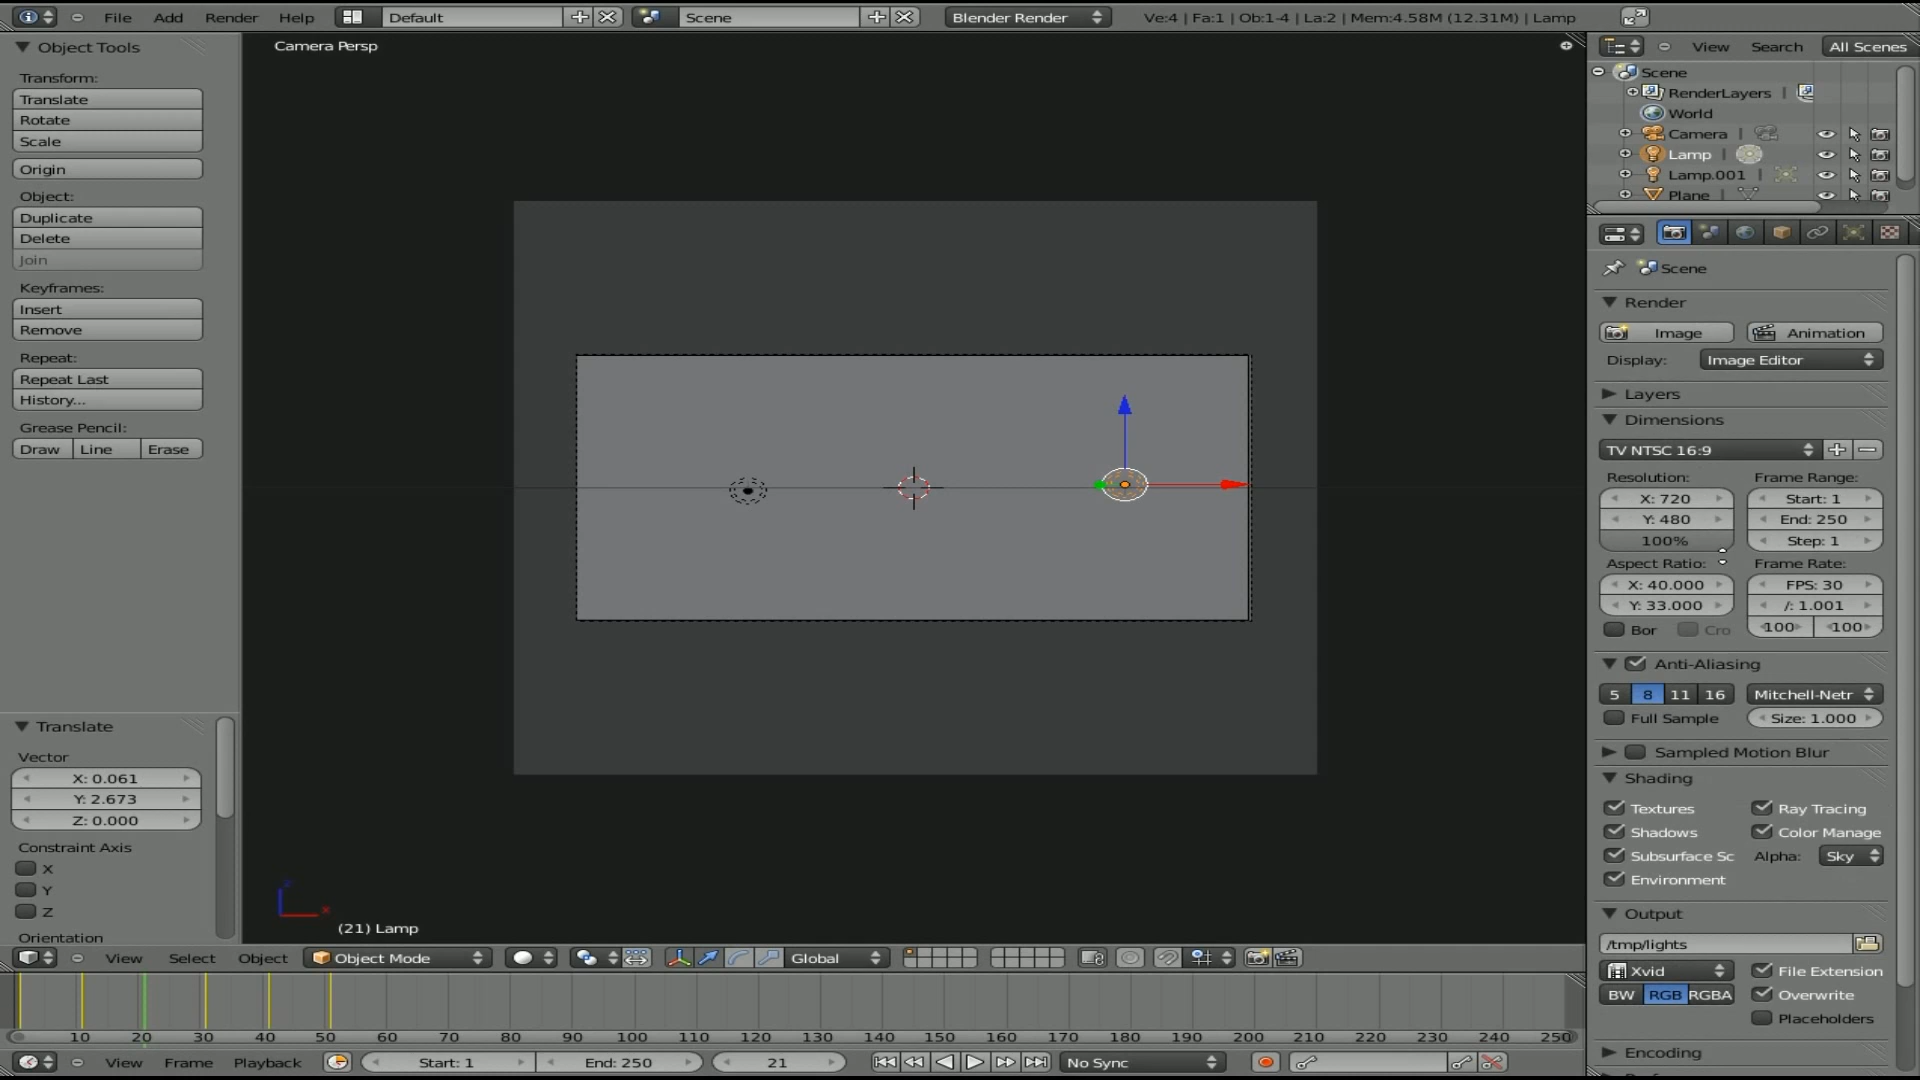 File Add Render Help Default Scene Blender Render Ve:4 | Fa:1 | Ob:1-4 | La:2 | Mem:4.58M (12.31M) | Lamp
Object Tools
Transform:
Translate
Rotate
Scale
Origin
Object:
Duplicate
Delete
Join
Keyframes:
Insert
Remove
Repeat:
Repeat Last
History...
Grease Pencil:
Draw Line Erase
Translate
Vector
X: 0.061
Y: 2.673
Z: 0.000
Constraint Axis
X
Y
Z
Orientation
Camera Persp
(21) Lamp
View Search All Scenes
Scene
RenderLayers |
World
Camera |
Lamp |
Lamp.001 |
Plane |
Scene
Render
Image Animation
Display: Image Editor
Layers
Dimensions
TV NTSC 16:9
Resolution: Frame Range:
X: 720 Start: 1
Y: 480 End: 250
100% Step: 1
Aspect Ratio: Frame Rate:
X: 40.000 FPS: 30
Y: 33.000 /: 1.001
Bor Cro 100 100
Anti-Aliasing
5 8 11 16 Mitchell-Netr
Full Sample Size: 1.000
Sampled Motion Blur
Shading
Textures Ray Tracing
Shadows Color Manage
Subsurface Sc Alpha: Sky
Environment
Output
/tmp/lights
Xvid File Extension
BW RGB RGBA Overwrite
Placeholders
Encoding
View Select Object Object Mode Global
10 20 30 40 50 60 70 80 90 100 110 120 130 140 150 160 170 180 190 200 210 220 230 240 250
View Frame Playback Start: 1 End: 250 21 No Sync